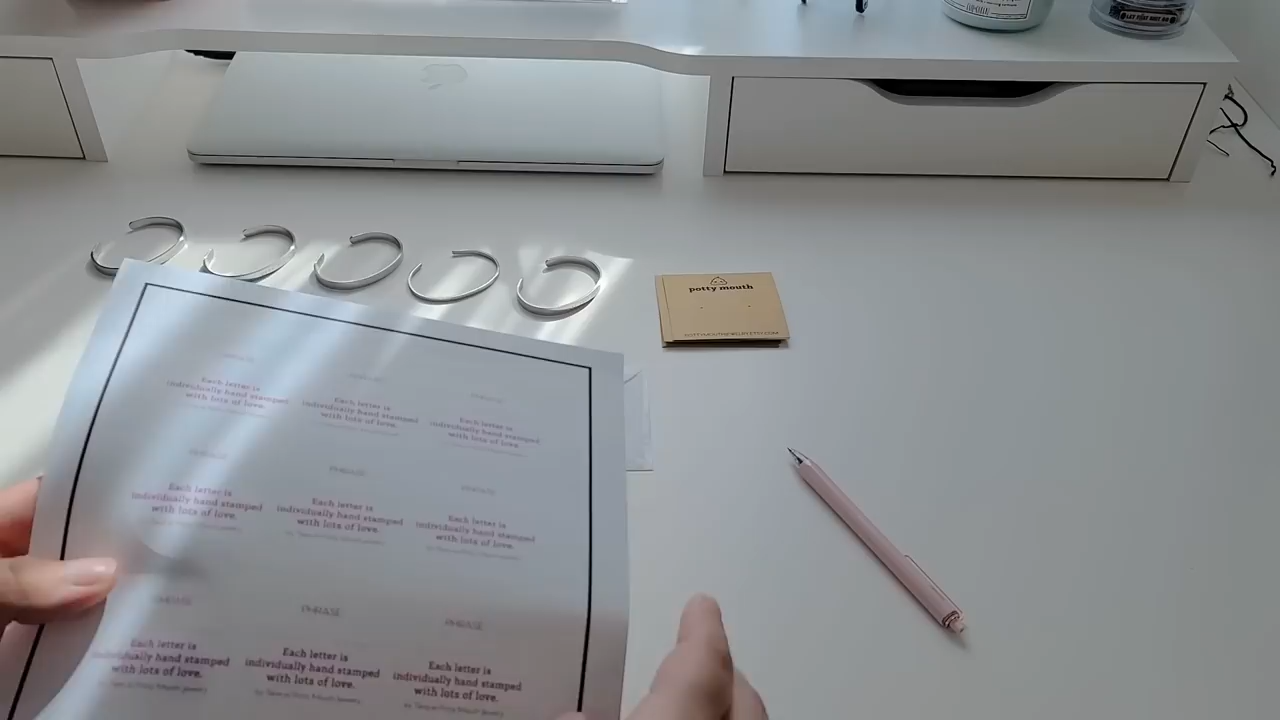 potty mouth
Each letter is
individually hand stamped
with lots of love.
Each letter is
individually hand stamped
with lots of love.
Each letter is
individually hand stamped
with lots of love.
PHRASE
PHRASE
PHRASE
Each letter is
individually hand stamped
with lots of love.
Each letter is
individually hand stamped
with lots of love.
Each letter is
individually hand stamped
with lots of love.
PHRASE
PHRASE
PHRASE
Each letter is
individually hand stamped
with lots of love.
Each letter is
individually hand stamped
with lots of love.
Each letter is
individually hand stamped
with lots of love.